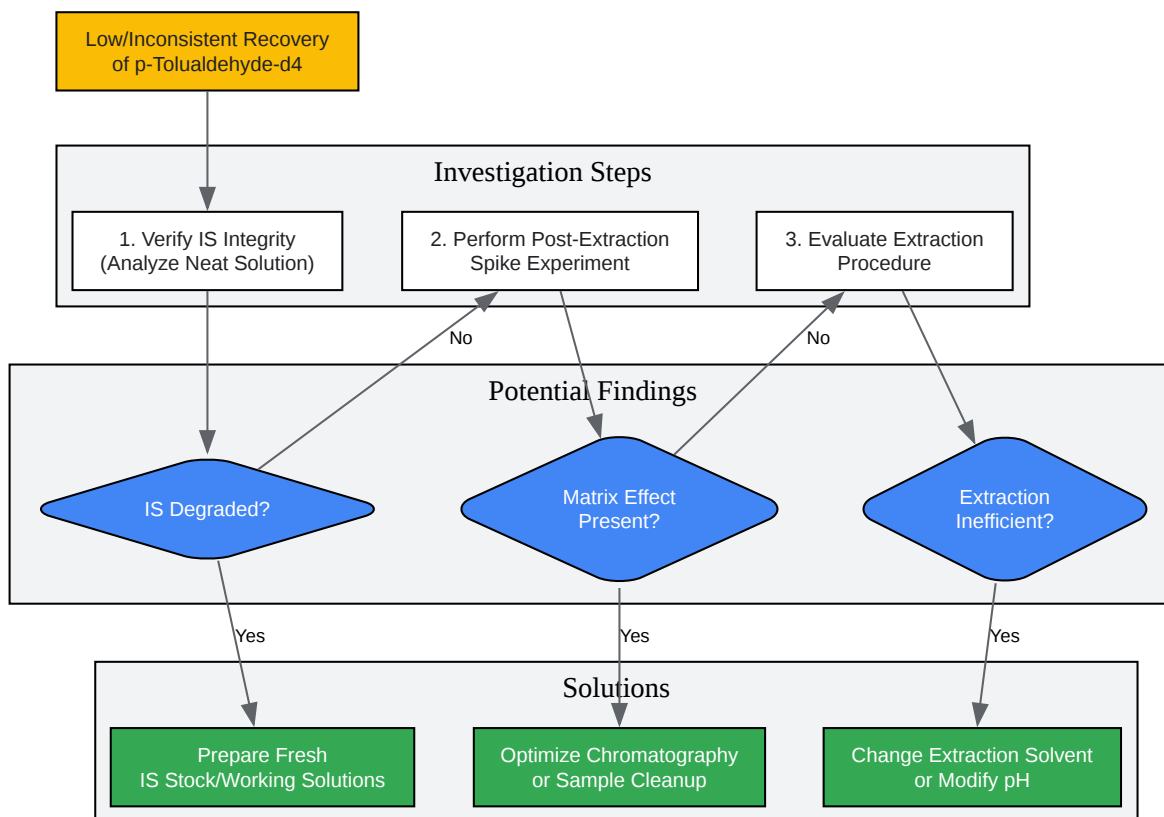 Low/Inconsistent Recovery
of p-Tolualdehyde-d4
Investigation Steps
1. Verify IS Integrity
(Analyze Neat Solution)
2. Perform Post-Extraction
Spike Experiment
3. Evaluate Extraction
Procedure
No
No
Potential Findings
IS Degraded?
Matrix Effect
Present?
Extraction
Inefficient?
Yes
Yes
Yes
Solutions
Prepare Fresh
IS Stock/Working Solutions
Optimize Chromatography
or Sample Cleanup
Change Extraction Solvent
or Modify pH